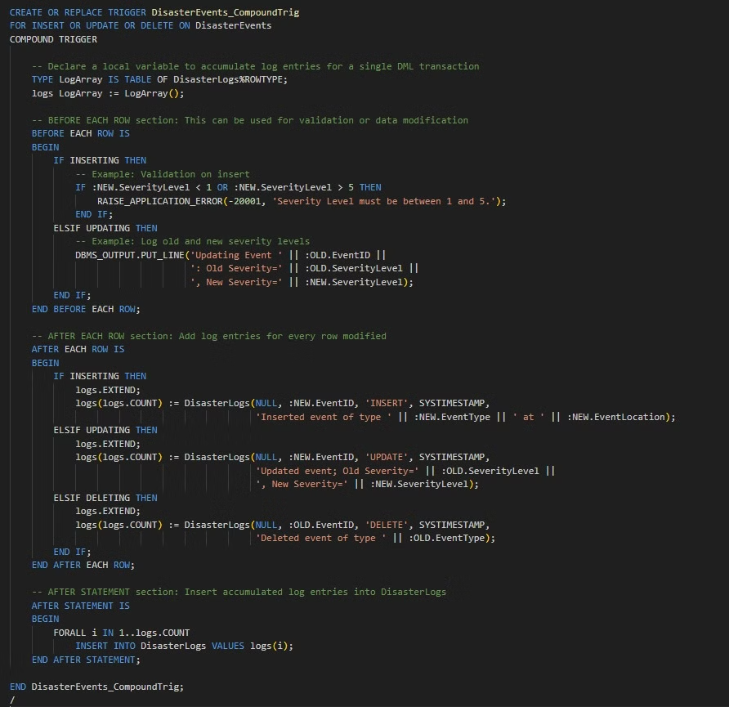 CREATE OR REPLACE TRIGGER DisasterEvents_CompoundTrig
FOR INSERT OR UPDATE OR DELETE ON DisasterEvents
COMPOUND TRIGGER

    -- Declare a local variable to accumulate log entries for a single DML transaction
    TYPE LogArray IS TABLE OF DisasterLogs%ROWTYPE;
    logs LogArray := LogArray();

    -- BEFORE EACH ROW section: This can be used for validation or data modification
    BEFORE EACH ROW IS
    BEGIN
        IF INSERTING THEN
            -- Example: Validation on insert
            IF :NEW.SeverityLevel < 1 OR :NEW.SeverityLevel > 5 THEN
                RAISE_APPLICATION_ERROR(-20001, 'Severity Level must be between 1 and 5.');
            END IF;
        ELSIF UPDATING THEN
            -- Example: Log old and new severity levels
            DBMS_OUTPUT.PUT_LINE('Updating Event ' || :OLD.EventID ||
                                 ': Old Severity=' || :OLD.SeverityLevel ||
                                 ', New Severity=' || :NEW.SeverityLevel);
        END IF;
    END BEFORE EACH ROW;

    -- AFTER EACH ROW section: Add log entries for every row modified
    AFTER EACH ROW IS
    BEGIN
        IF INSERTING THEN
            logs.EXTEND;
            logs(logs.COUNT) := DisasterLogs(NULL, :NEW.EventID, 'INSERT', SYSTIMESTAMP,
                                             'Inserted event of type ' || :NEW.EventType || ' at ' || :NEW.EventLocation);
        ELSIF UPDATING THEN
            logs.EXTEND;
            logs(logs.COUNT) := DisasterLogs(NULL, :NEW.EventID, 'UPDATE', SYSTIMESTAMP,
                                             'Updated event; Old Severity=' || :OLD.SeverityLevel ||
                                             ', New Severity=' || :NEW.SeverityLevel);
        ELSIF DELETING THEN
            logs.EXTEND;
            logs(logs.COUNT) := DisasterLogs(NULL, :OLD.EventID, 'DELETE', SYSTIMESTAMP,
                                             'Deleted event of type ' || :OLD.EventType);
        END IF;
    END AFTER EACH ROW;

    -- AFTER STATEMENT section: Insert accumulated log entries into DisasterLogs
    AFTER STATEMENT IS
    BEGIN
        FORALL i IN 1..logs.COUNT
            INSERT INTO DisasterLogs VALUES logs(i);
    END AFTER STATEMENT;

END DisasterEvents_CompoundTrig;
/